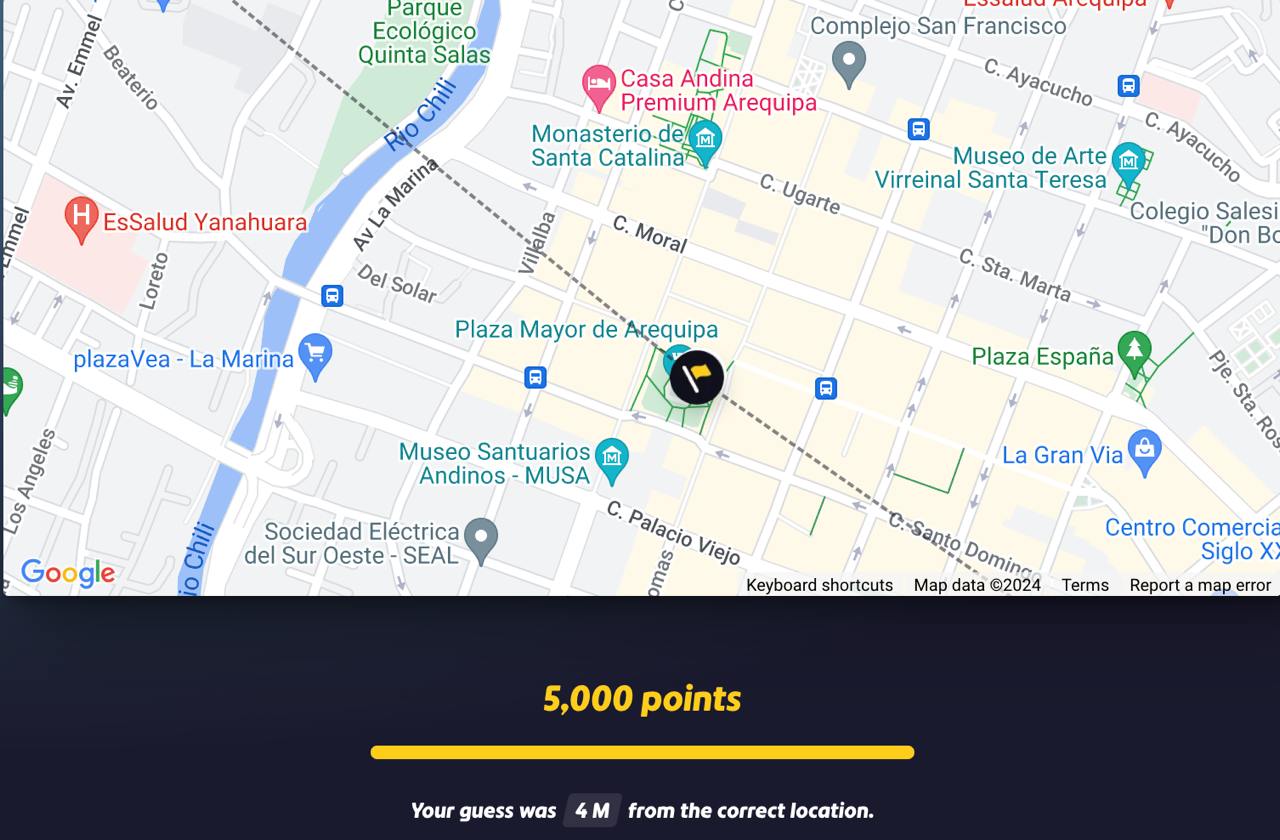 Parque
Ecológico
Quinta Salas
Essalud Arequipa
Complejo San Francisco
Av. Emmel
Beaterio
Casa Andina
Premium Arequipa
C. Ayacucho
C. Ayacucho
Rio Chili
Monasterio de
Santa Catalina
Museo de Arte
Virreinal Santa Teresa
C. Ugarte
Av La Marina
EsSalud Yanahuara
Emmel
Colegio Salesi
"Don Bo
C. Moral
Villalba
C. Sta. Marta
Loreto
Del Solar
Plaza Mayor de Arequipa
plazaVea - La Marina
Plaza España
Pje. Sta. Ros
Museo Santuarios
Andinos - MUSA
La Gran Via
Los Angeles
C. Palacio Viejo
C. Santo Domingo
Sociedad Eléctrica
del Sur Oeste - SEAL
Centro Comercia
Siglo XX
io Chili
omas
Google
Keyboard shortcuts
Map data ©2024
Terms
Report a map error
5,000 points
Your guess was 4 M from the correct location.